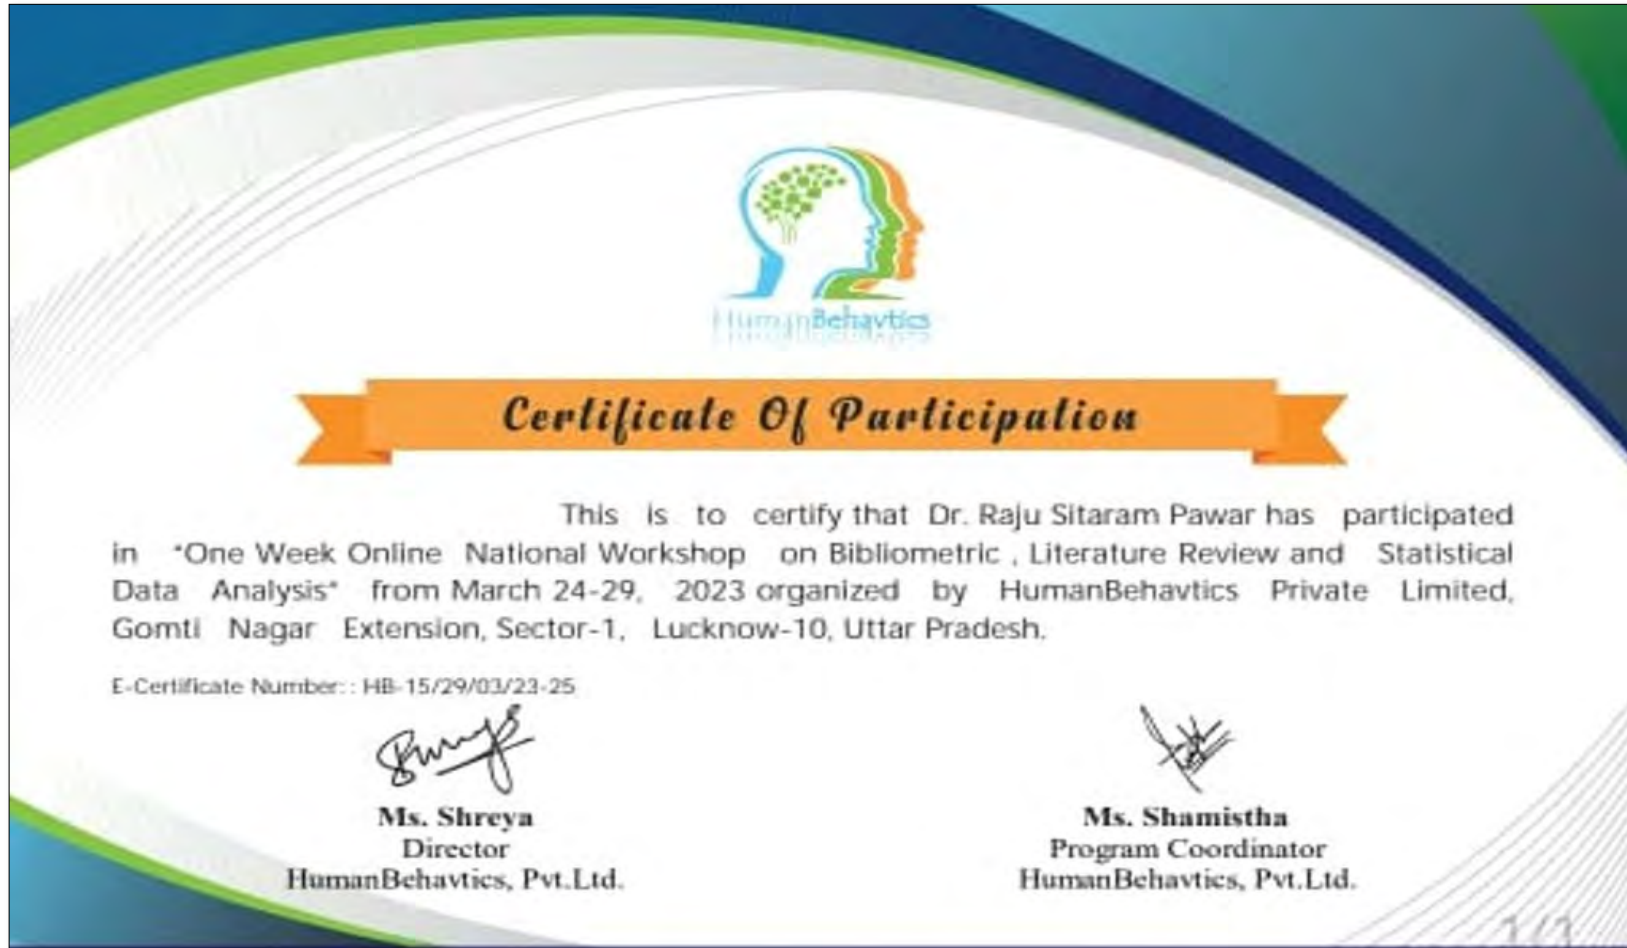 HumanBehavtics
Certificate Of Participation
This is to certify that Dr. Raju Sitaram Pawar has participated
in "One Week Online National Workshop on Bibliometric , Literature Review and Statistical
Data Analysis" from March 24-29, 2023 organized by HumanBehavtics Private Limited,
Gomti Nagar Extension, Sector-1, Lucknow-10, Uttar Pradesh.
E-Certificate Number: : HB-15/29/03/23-25
Ms. Shreya
Director
HumanBehavtics, Pvt.Ltd.
Ms. Shamistha
Program Coordinator
HumanBehavtics, Pvt.Ltd.
1/1